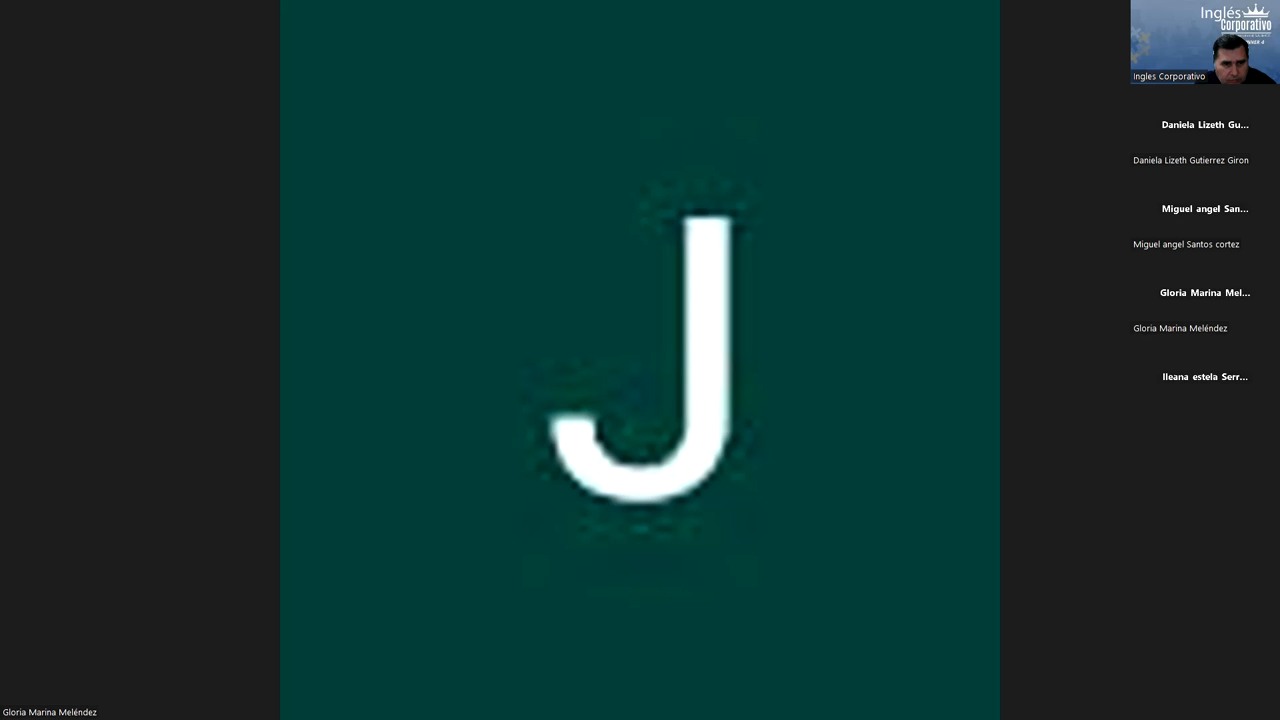 J
Inglés
Corporativo
Ingles Corporativo
Daniela Lizeth Gu...
Daniela Lizeth Gutierrez Giron
Miguel angel San...
Miguel angel Santos cortez
Gloria Marina Mel...
Gloria Marina Meléndez
Ileana estela Serr...
Gloria Marina Meléndez